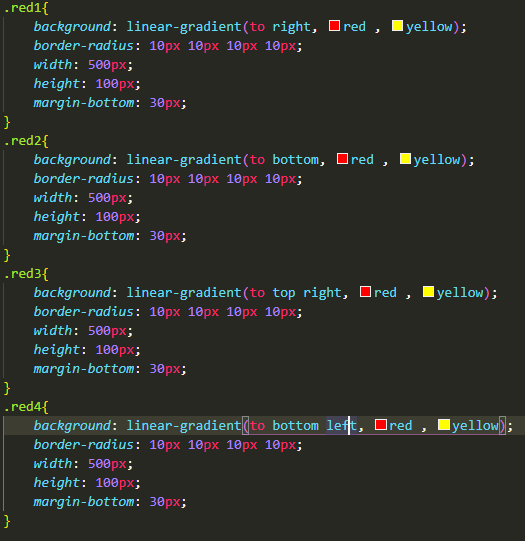 .red1{
background: linear-gradient(to right, red , yellow);
border-radius: 10px 10px 10px 10px;
width: 500px;
height: 100px;
margin-bottom: 30px;
}
.red2{
background: linear-gradient(to bottom, red , yellow);
border-radius: 10px 10px 10px 10px;
width: 500px;
height: 100px;
margin-bottom: 30px;
}
.red3{
background: linear-gradient(to top right, red , yellow);
border-radius: 10px 10px 10px 10px;
width: 500px;
height: 100px;
margin-bottom: 30px;
}
.red4{
background: linear-gradient(to bottom left, red , yellow);
border-radius: 10px 10px 10px 10px;
width: 500px;
height: 100px;
margin-bottom: 30px;
}